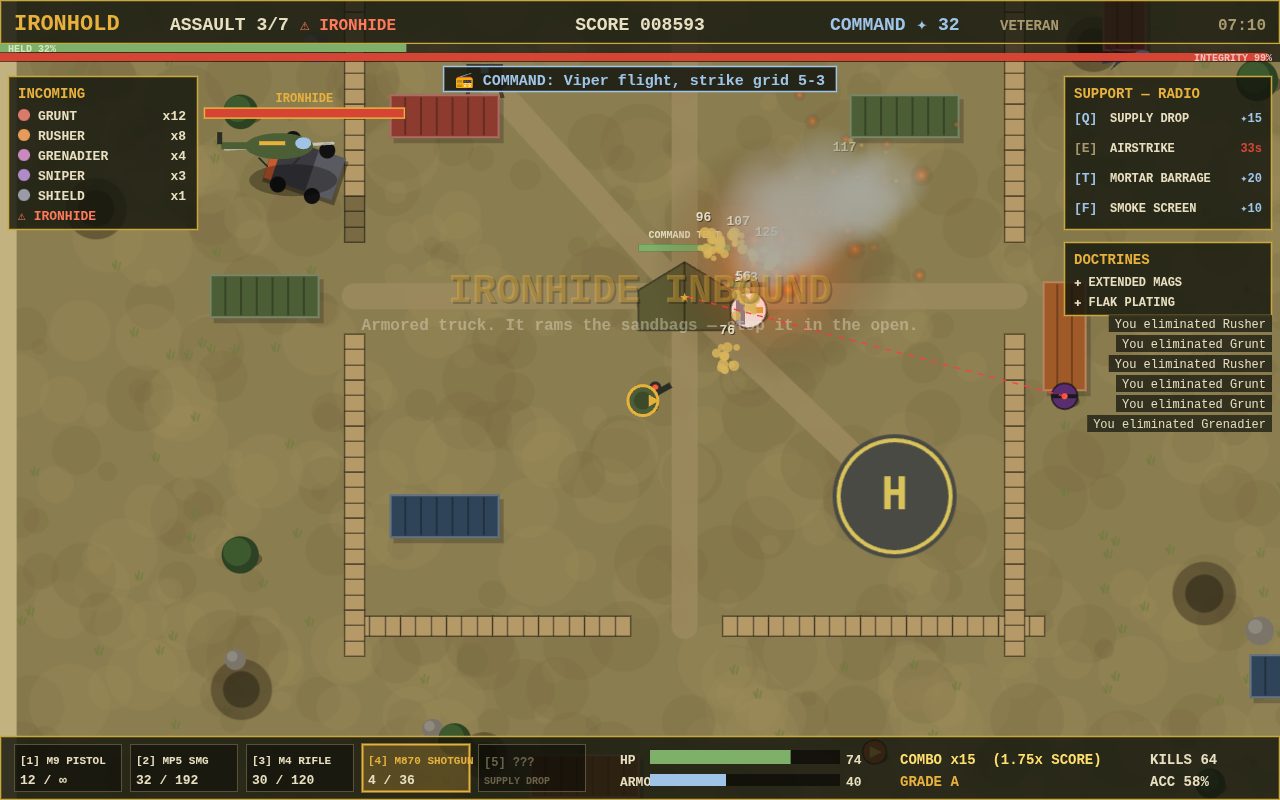 IRONHOLD ASSAULT 3/7 ⚠ IRONHIDE SCORE 008593 COMMAND ✦ 32 VETERAN 07:10
HELD 32%
INTEGRITY 99%
COMMAND: Viper flight, strike grid 5-3
INCOMING
GRUNT x12
RUSHER x8
GRENADIER x4
SNIPER x3
SHIELD x1
⚠ IRONHIDE
IRONHIDE
SUPPORT — RADIO
[Q] SUPPLY DROP ✦15
[E] AIRSTRIKE 33s
[T] MORTAR BARRAGE ✦20
[F] SMOKE SCREEN ✦10
DOCTRINES
+ EXTENDED MAGS
+ FLAK PLATING
117
96
107
125
COMMAND
IRONHIDE INBOUND
Armored truck. It rams the sandbags — stop it in the open.
56
76
You eliminated Rusher
You eliminated Grunt
You eliminated Rusher
You eliminated Grunt
You eliminated Grunt
You eliminated Grenadier
H
[1] M9 PISTOL
12 / ∞
[2] MP5 SMG
32 / 192
[3] M4 RIFLE
30 / 120
[4] M870 SHOTGUN
4 / 36
[5] ???
SUPPLY DROP
HP 74
ARMO 40
COMBO x15 (1.75x SCORE)
GRADE A
KILLS 64
ACC 58%